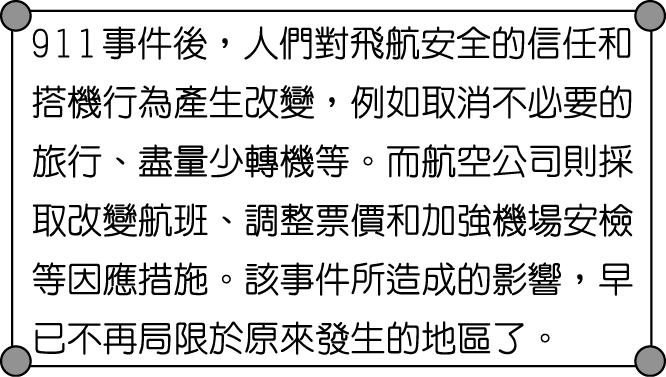 911事件後，人們對飛航安全的信任和
搭機行為產生改變，例如取消不必要的
旅行、盡量少轉機等。而航空公司則採
取改變航班、調整票價和加強機場安檢
等因應措施。該事件所造成的影響，早
已不再局限於原來發生的地區了。